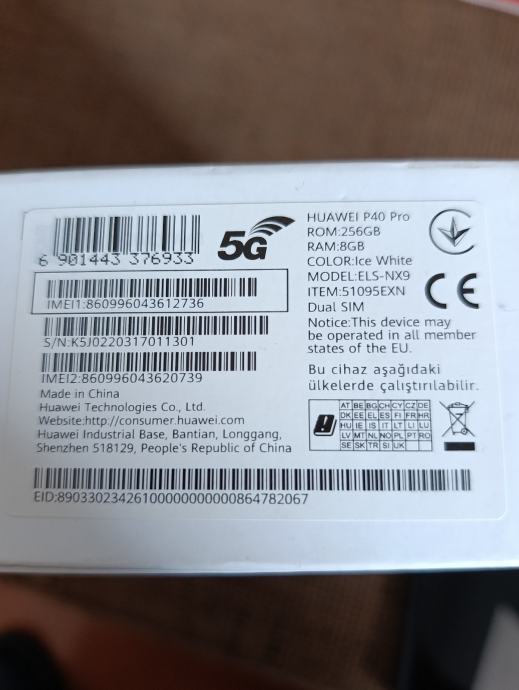 6 901443 376933
5G
HUAWEI P40 Pro
ROM:256GB
RAM:8GB
COLOR:Ice White
MODEL:ELS-NX9
ITEM:51095EXN
Dual SIM
Notice:This device may
be operated in all member
states of the EU.
Bu cihaz aşağıdaki
ülkelerde çalıştırılabilir.
CE
IMEI1:860996043612736
S/N:K5J0220317011301
IMEI2:860996043620739
Made in China
Huawei Technologies Co., Ltd.
Website:http://consumer.huawei.com
Huawei Industrial Base, Bantian, Longgang,
Shenzhen 518129, People's Republic of China
AT BE BG CH CY CZ DE
DK EE EL ES FI FR HR
HU IE IS IT LT LI LU
LV MT NL NO PL PT RO
SE SK TR SI UK
EID:89033023426100000000000864782067